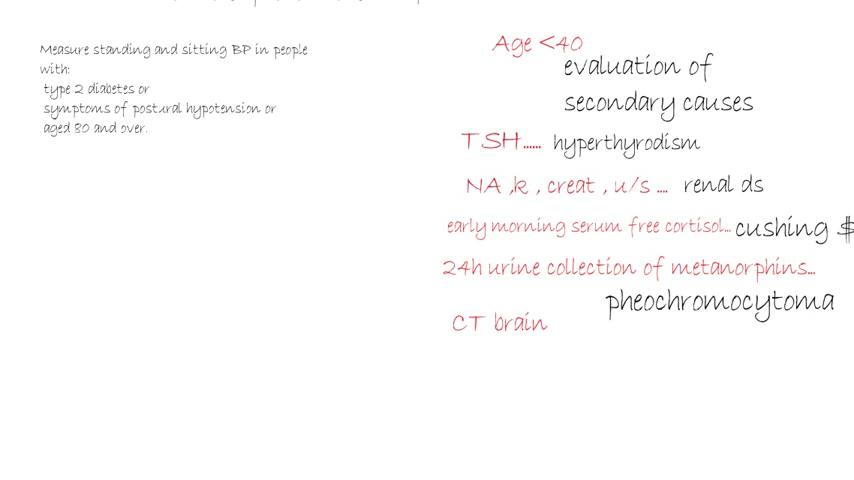 Measure standing and sitting BP in people
with:
type 2 diabetes or
symptoms of postural hypotension or
aged 80 and over.
Age <40
evaluation of
secondary causes
TSH...... hyperthyrodism
NA ,k , creat , u/s .... renal ds
early morning serum free cortisol... cushing $
24h urine collection of metanorphins...
pheochromocytoma
CT brain